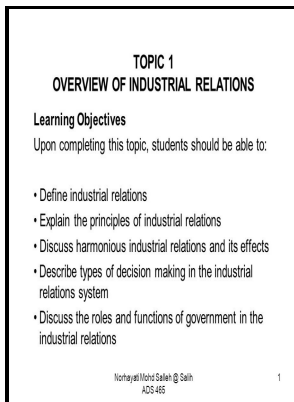 TOPIC 1
OVERVIEW OF INDUSTRIAL RELATIONS
Learning Objectives
Upon completing this topic, students should be able to:
• Define industrial relations
• Explain the principles of industrial relations
• Discuss harmonious industrial relations and its effects
• Describe types of decision making in the industrial
relations system
• Discuss the roles and functions of government in the
industrial relations
Norhayati Mohd Salleh @ Salih
ADS 465
1